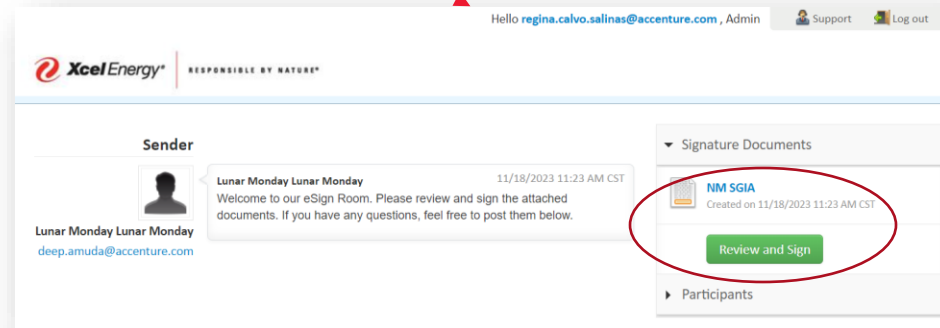 Hello regina.calvo.salinas@accenture.com , Admin Support Log out
Xcel Energy® RESPONSIBLE BY NATURE®
Sender
Lunar Monday Lunar Monday 11/18/2023 11:23 AM CST
Welcome to our eSign Room. Please review and sign the attached
documents. If you have any questions, feel free to post them below.
Lunar Monday Lunar Monday
deep.amuda@accenture.com
Signature Documents
NM SGIA
Created on 11/18/2023 11:23 AM CST
Review and Sign
Participants